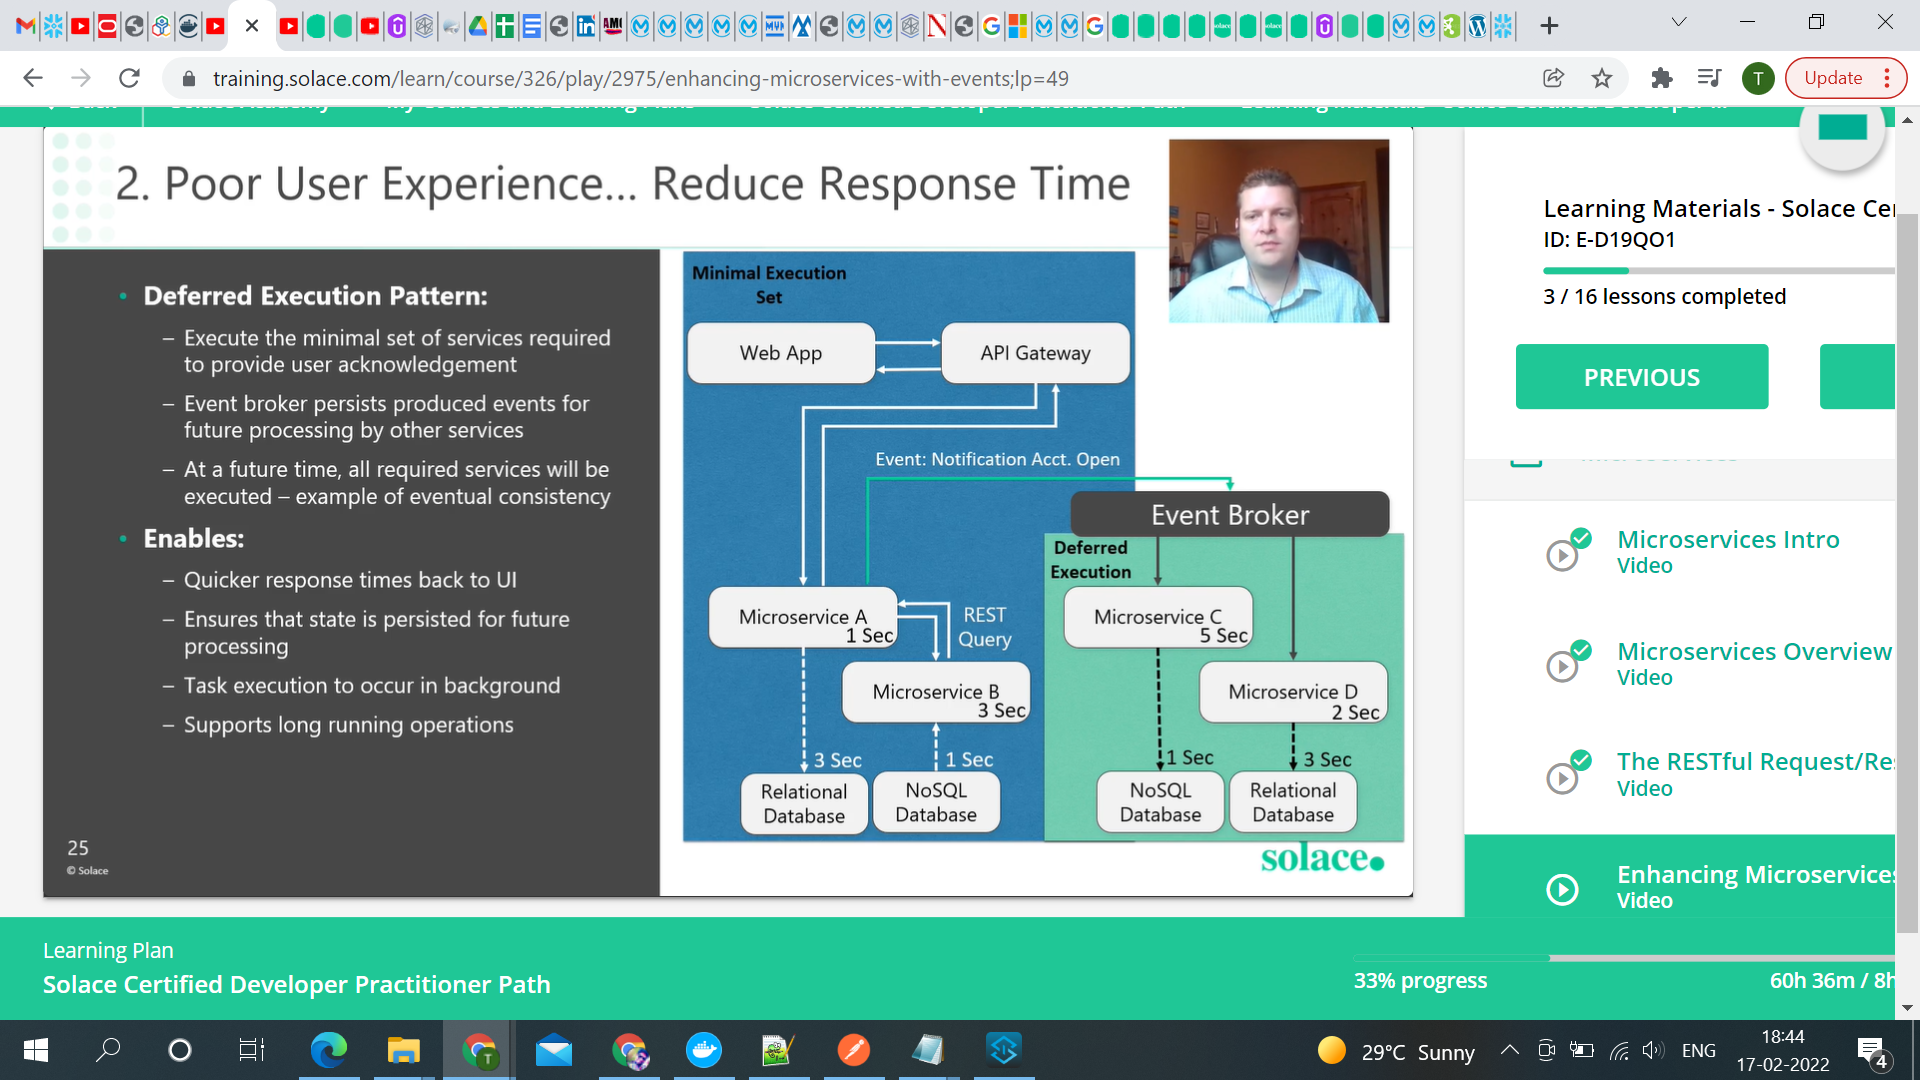 training.solace.com/learn/course/326/play/2975/enhancing-microservices-with-events;lp=49
T
Update
2. Poor User Experience... Reduce Response Time
Deferred Execution Pattern:
– Execute the minimal set of services required
to provide user acknowledgement
– Event broker persists produced events for
future processing by other services
– At a future time, all required services will be
executed – example of eventual consistency
Enables:
– Quicker response times back to UI
– Ensures that state is persisted for future
processing
– Task execution to occur in background
– Supports long running operations
25
© Solace
Minimal Execution
Set
Web App
API Gateway
Event: Notification Acct. Open
Event Broker
Deferred
Execution
Microservice A
1 Sec
REST
Query
Microservice B
3 Sec
Microservice C
5 Sec
Microservice D
2 Sec
3 Sec
1 Sec
1 Sec
3 Sec
Relational
Database
NoSQL
Database
NoSQL
Database
Relational
Database
solace.
Learning Materials - Solace Cer
ID: E-D19QO1
3 / 16 lessons completed
PREVIOUS
Microservices Intro
Video
Microservices Overview
Video
The RESTful Request/Re
Video
Enhancing Microservices
Video
Learning Plan
Solace Certified Developer Practitioner Path
33% progress
60h 36m / 8h
29°C Sunny
ENG
18:44
17-02-2022
4